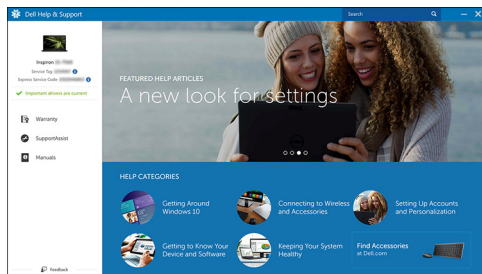 Dell Help & Support
Search
Inspiron
Service Tag
Express Service Code
Important drivers are current
Warranty
SupportAssist
Manuals
Feedback
FEATURED HELP ARTICLES
A new look for settings
HELP CATEGORIES
Getting Around
Windows 10
Connecting to Wireless
and Accessories
Setting Up Accounts
and Personalization
Getting to Know Your
Device and Software
Keeping Your System
Healthy
Find Accessories
at Dell.com